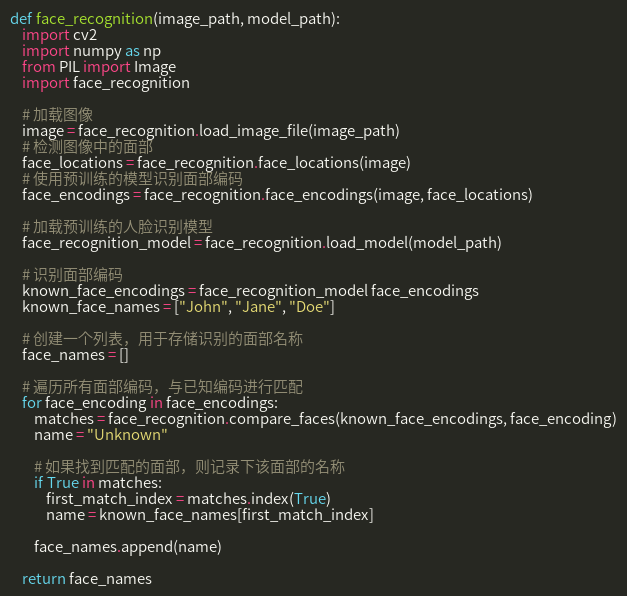 def face_recognition(image_path, model_path):
import cv2
import numpy as np
from PIL import Image
import face_recognition
# 加载图像
image = face_recognition.load_image_file(image_path)
# 检测图像中的面部
face_locations = face_recognition.face_locations(image)
# 使用预训练的模型识别面部编码
face_encodings = face_recognition.face_encodings(image, face_locations)
# 加载预训练的人脸识别模型
face_recognition_model = face_recognition.load_model(model_path)
# 识别面部编码
known_face_encodings = face_recognition_model face_encodings
known_face_names = ["John", "Jane", "Doe"]
# 创建一个列表，用于存储识别的面部名称
face_names = []
# 遍历所有面部编码，与已知编码进行匹配
for face_encoding in face_encodings:
matches = face_recognition.compare_faces(known_face_encodings, face_encoding)
name = "Unknown"
# 如果找到匹配的面部，则记录下该面部的名称
if True in matches:
first_match_index = matches.index(True)
name = known_face_names[first_match_index]
face_names.append(name)
return face_names